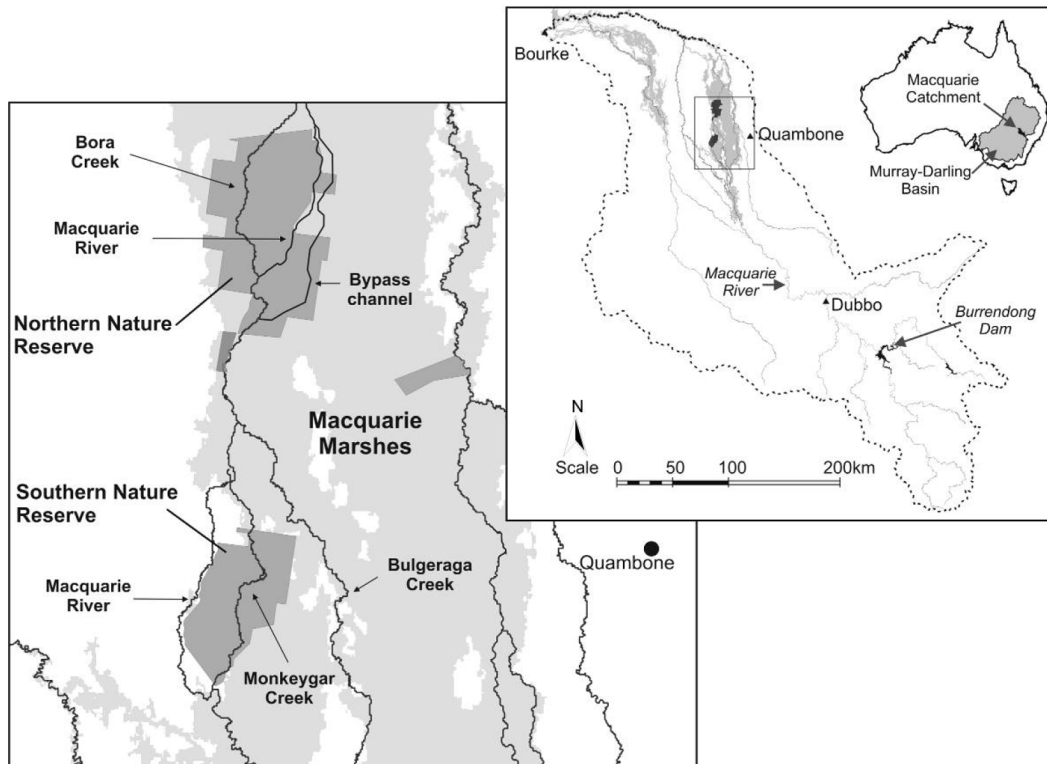 Bora
Creek
Macquarie
River
Bypass
channel
Northern Nature
Reserve
Macquarie
Marshes
Southern Nature
Reserve
Macquarie
River
Bulgeraga
Creek
Monkeygar
Creek
Quambone
Bourke
Quambone
Macquarie
Catchment
Murray-Darling
Basin
Macquarie
River
Dubbo
Burrendong
Dam
N
Scale
0 50 100 200km